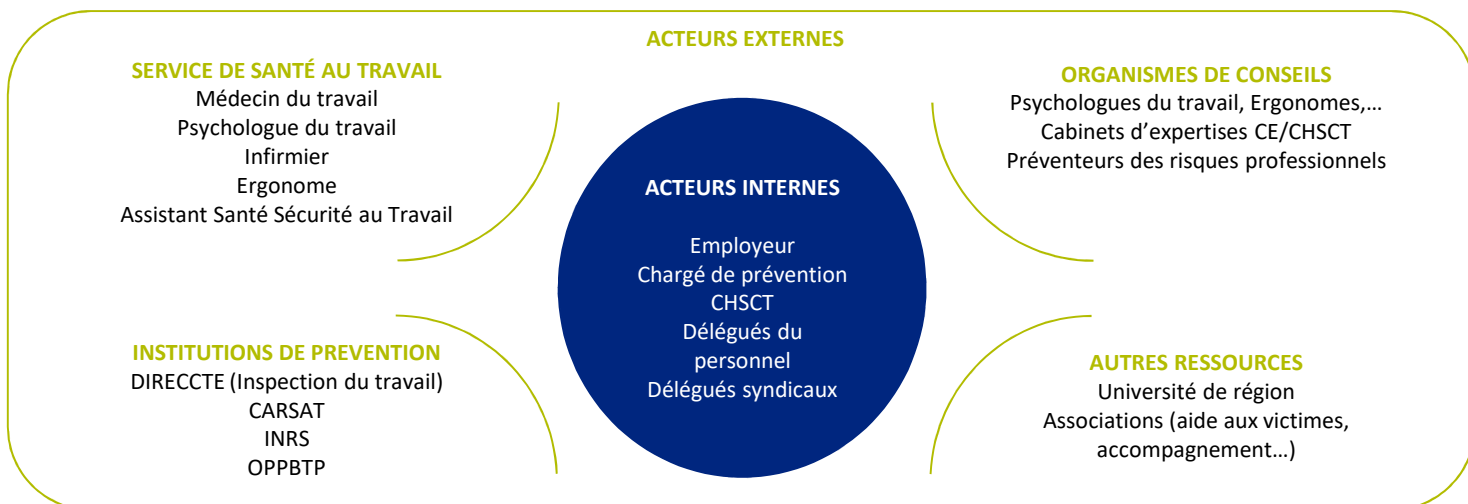 ACTEURS EXTERNES
SERVICE DE SANTÉ AU TRAVAIL
Médecin du travail
Psychologue du travail
Infirmier
Ergonome
Assistant Santé Sécurité au Travail
ORGANISMES DE CONSEILS
Psychologues du travail, Ergonomes,…
Cabinets d’expertises CE/CHSCT
Préventeurs des risques professionnels
ACTEURS INTERNES
Employeur
Chargé de prévention
CHSCT
Délégués du
personnel
Délégués syndicaux
INSTITUTIONS DE PREVENTION
DIRECCTE (Inspection du travail)
CARSAT
INRS
OPPBTP
AUTRES RESSOURCES
Université de région
Associations (aide aux victimes,
accompagnement…)